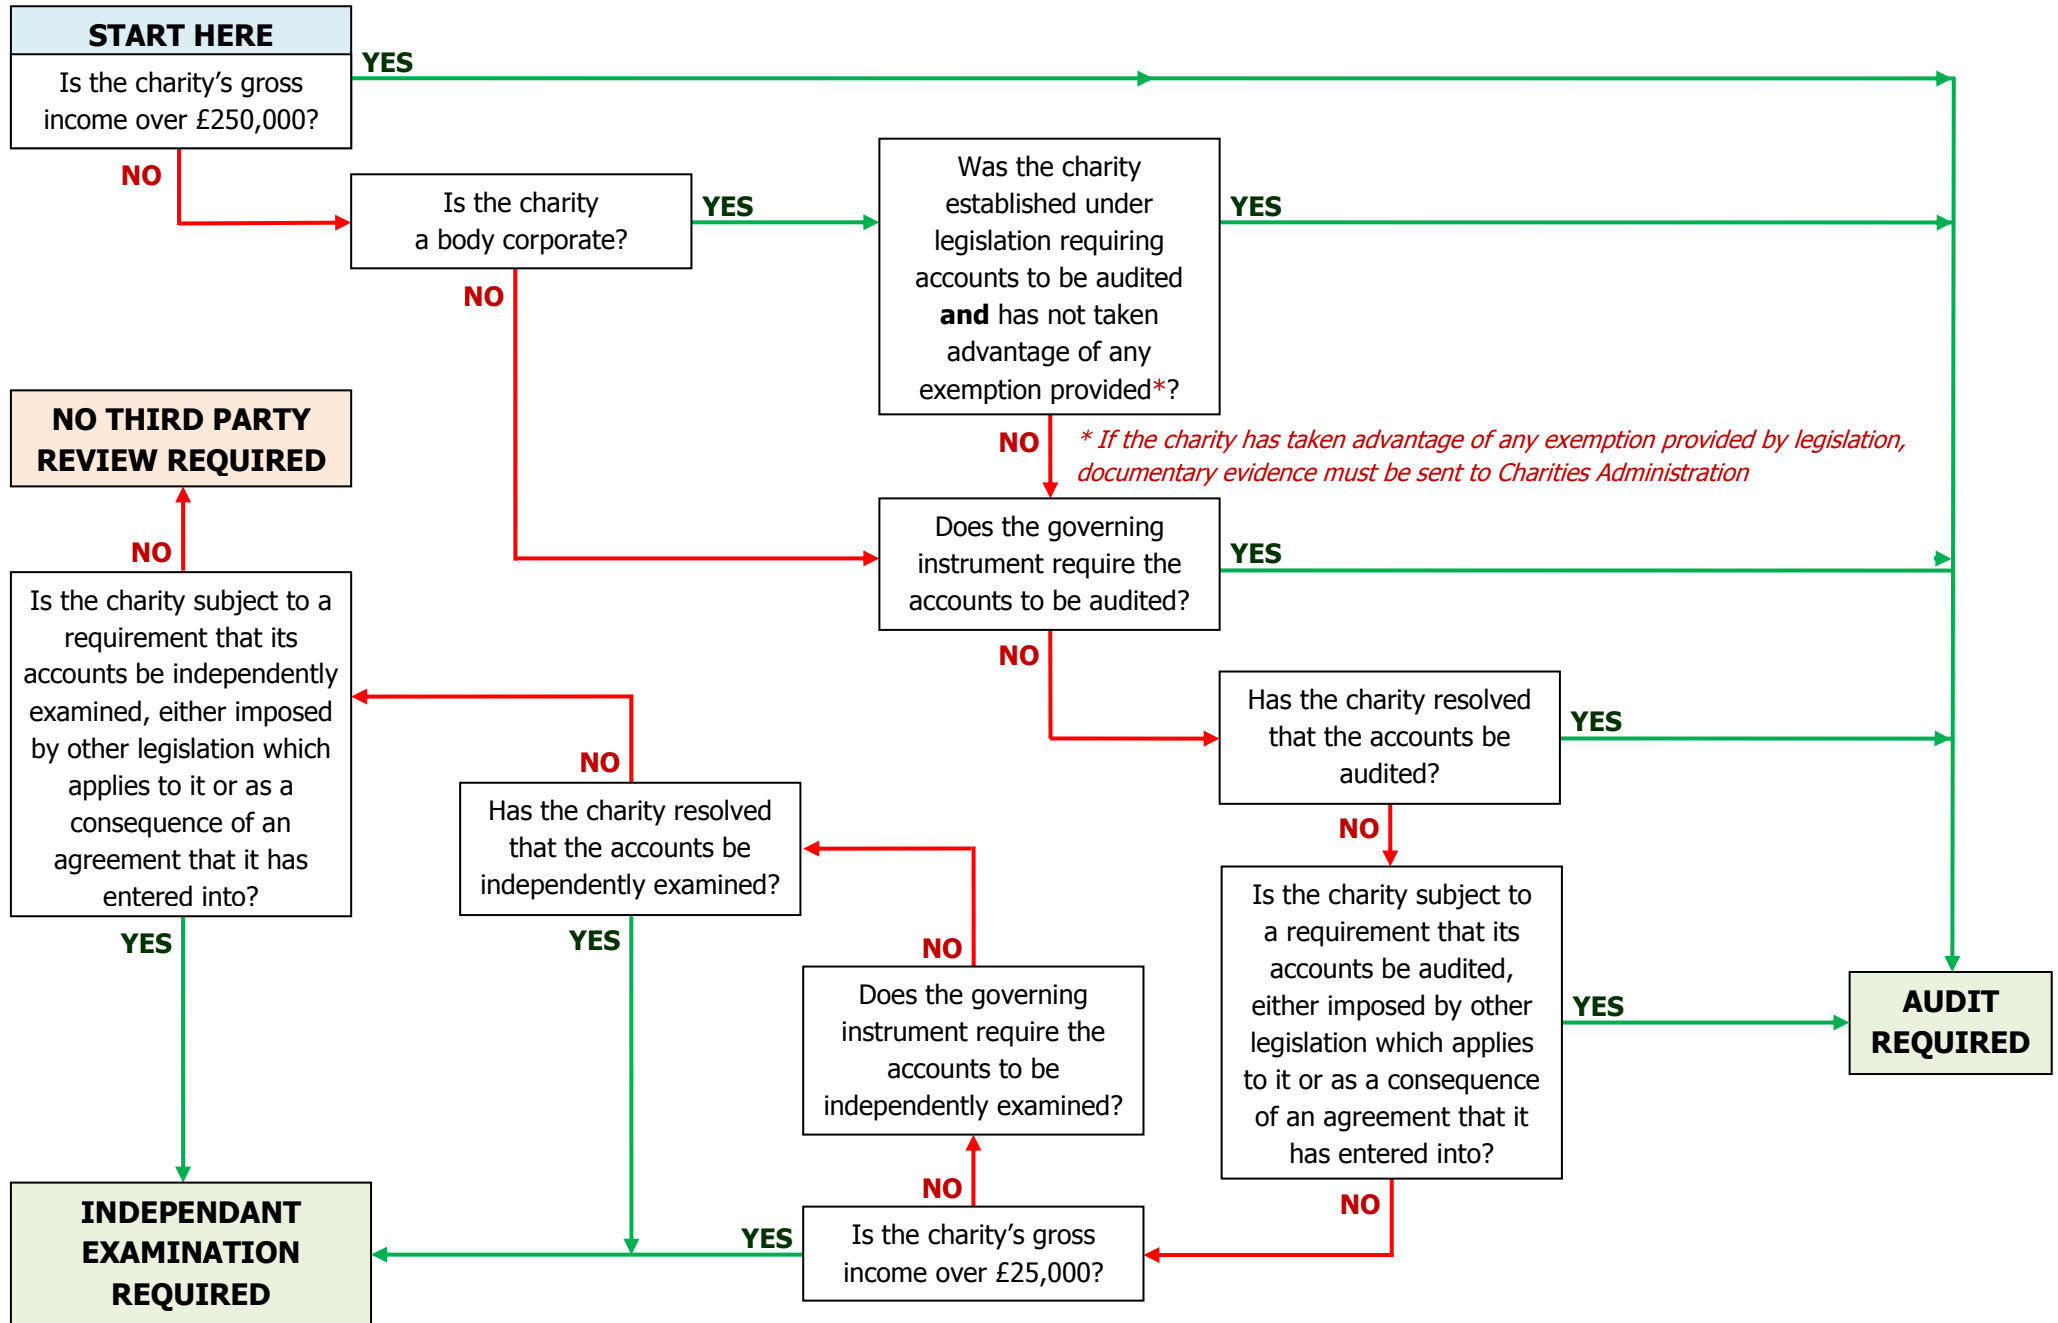 START HERE
Is the charity’s gross
income over £250,000?
YES
NO
Is the charity
a body corporate?
YES
NO
Was the charity
established under
legislation requiring
accounts to be audited
and has not taken
advantage of any
exemption provided*?
YES
NO
* If the charity has taken advantage of any exemption provided by legislation,
documentary evidence must be sent to Charities Administration
Does the governing
instrument require the
accounts to be audited?
YES
NO
Has the charity resolved
that the accounts be
audited?
YES
NO
Is the charity subject to
a requirement that its
accounts be audited,
either imposed by other
legislation which applies
to it or as a consequence
of an agreement that it
has entered into?
YES
NO
AUDIT
REQUIRED
Is the charity’s gross
income over £25,000?
YES
NO
Does the governing
instrument require the
accounts to be
independently examined?
NO
Has the charity resolved
that the accounts be
independently examined?
YES
NO
Is the charity subject to a
requirement that its
accounts be independently
examined, either imposed
by other legislation which
applies to it or as a
consequence of an
agreement that it has
entered into?
YES
NO
NO THIRD PARTY
REVIEW REQUIRED
INDEPENDANT
EXAMINATION
REQUIRED